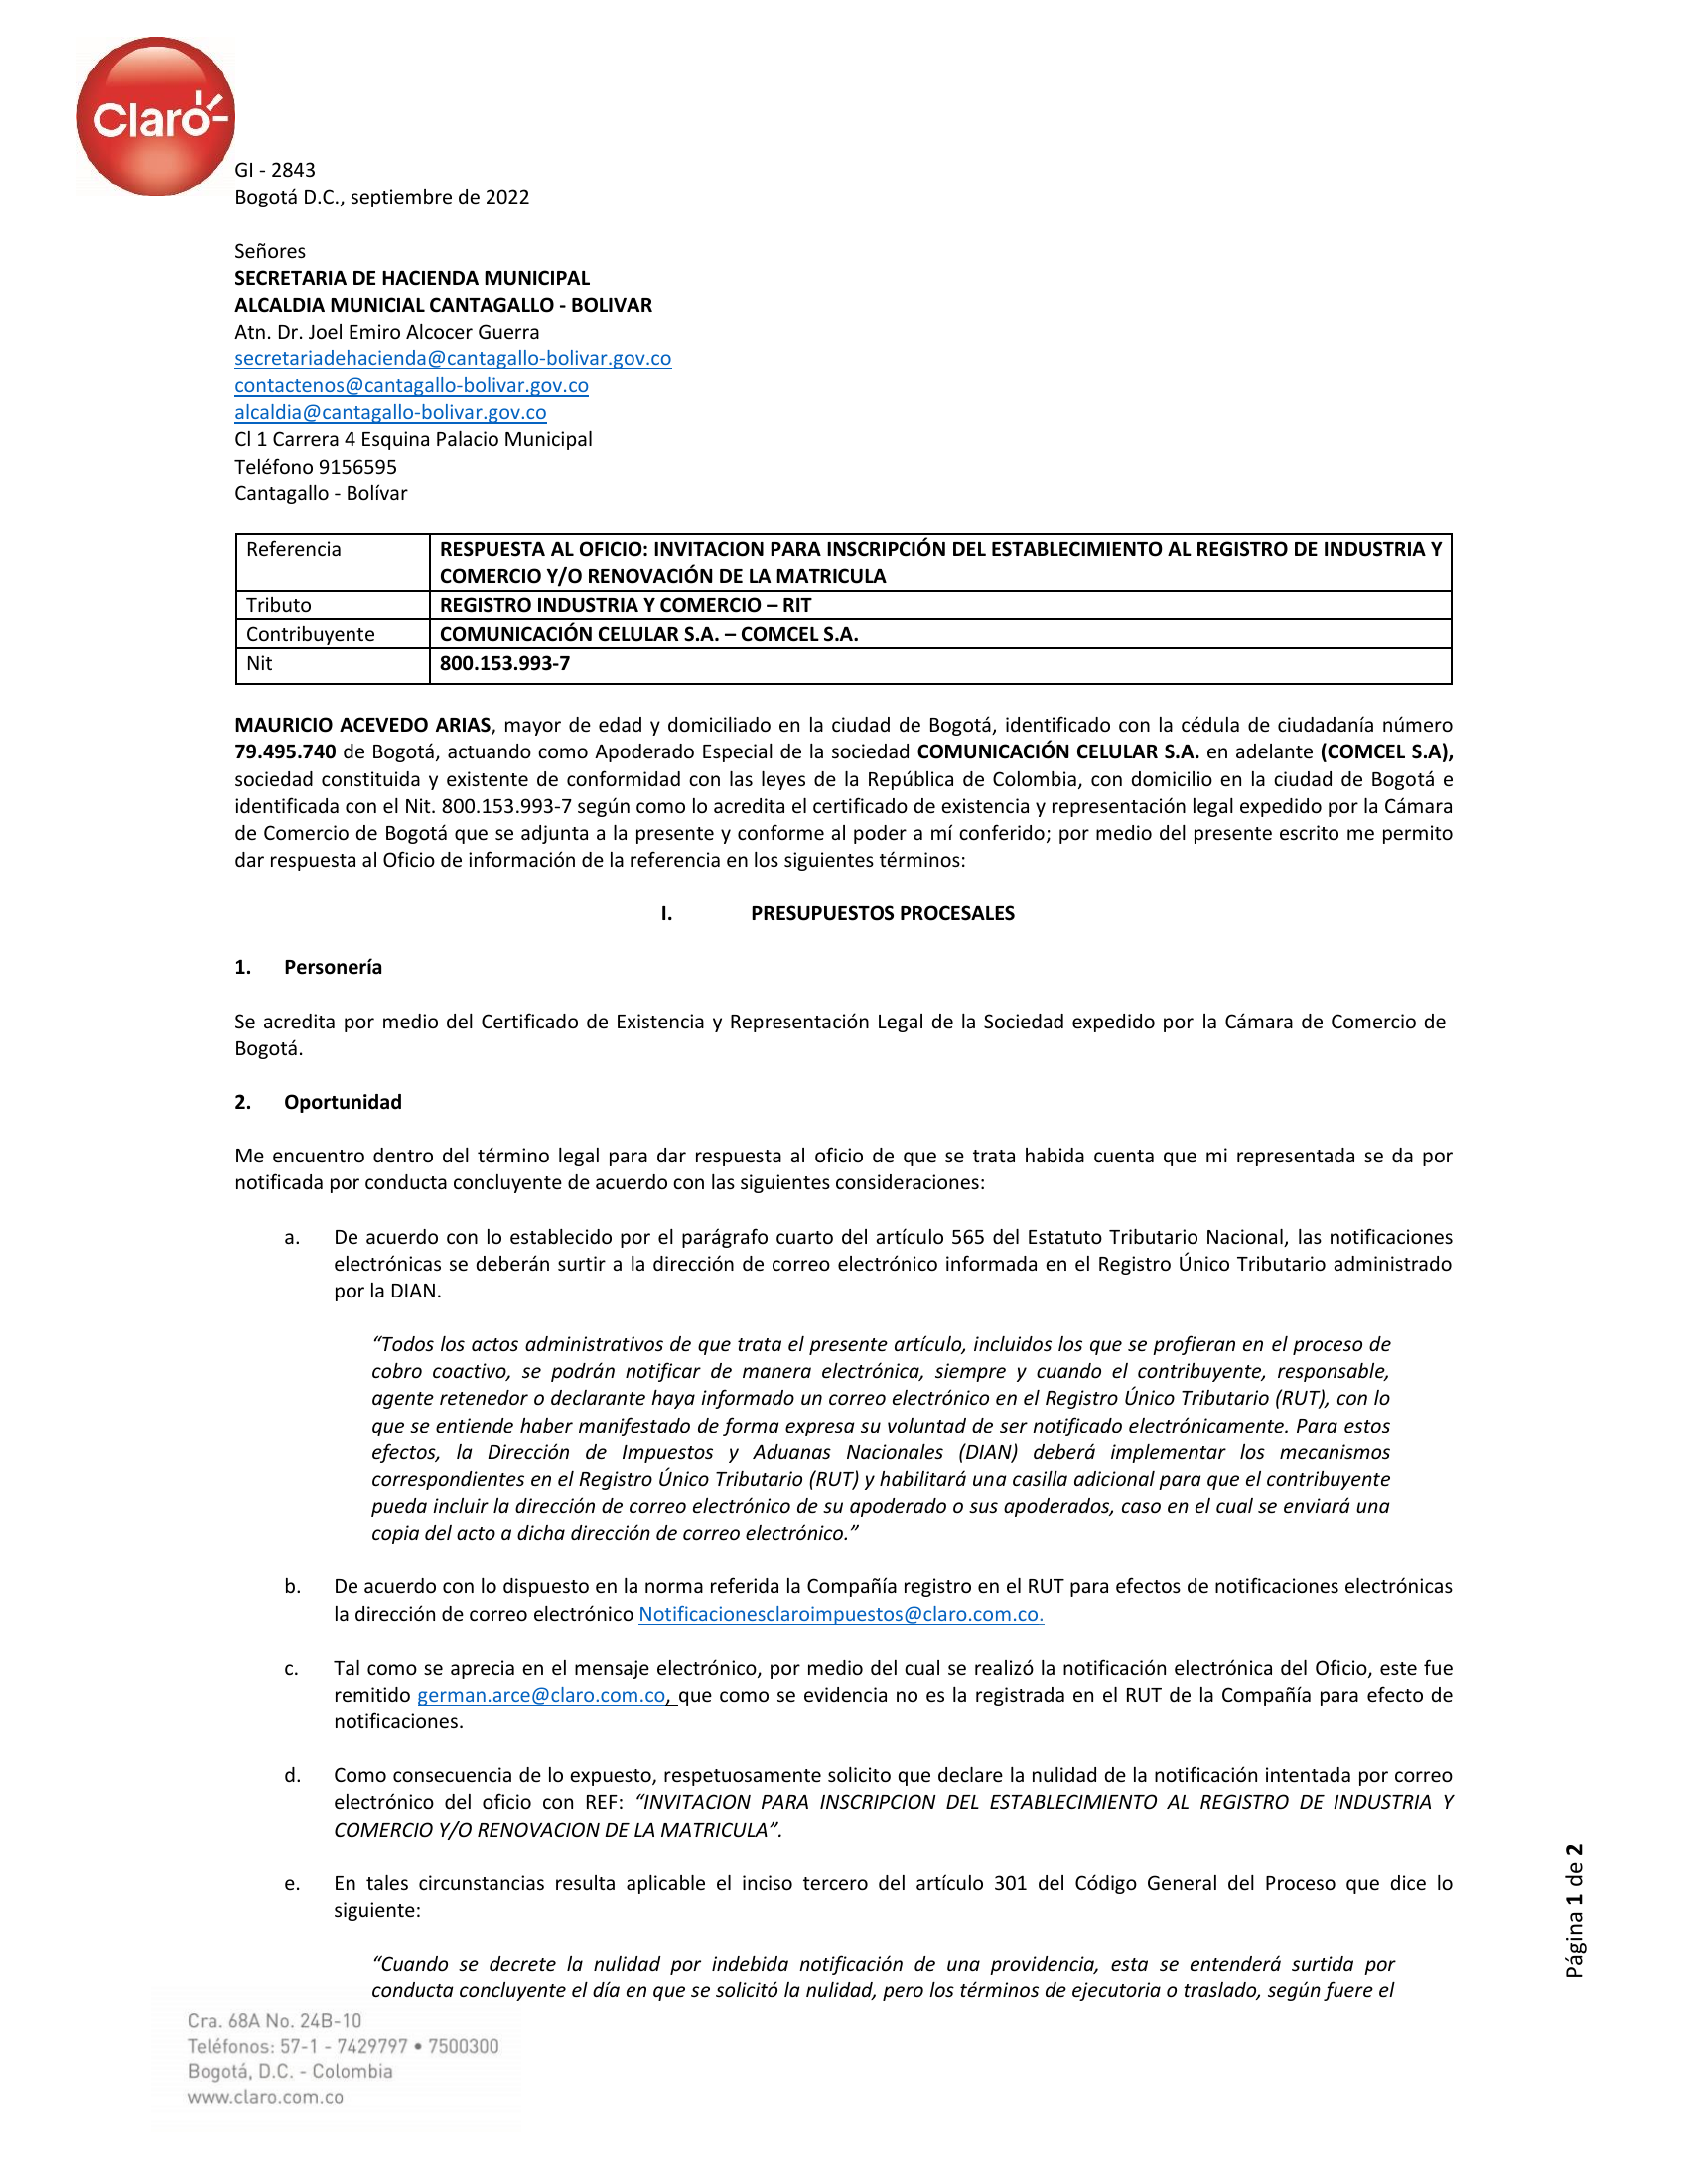 Claro
GI - 2843
Bogotá D.C., septiembre de 2022
Señores
SECRETARIA DE HACIENDA MUNICIPAL
ALCALDIA MUNICIAL CANTAGALLO - BOLIVAR
Atn. Dr. Joel Emiro Alcocer Guerra
secretariadehacienda@cantagallo-bolivar.gov.co
contactenos@cantagallo-bolivar.gov.co
alcaldia@cantagallo-bolivar.gov.co
Cl 1 Carrera 4 Esquina Palacio Municipal
Teléfono 9156595
Cantagallo - Bolívar
Referencia RESPUESTA AL OFICIO: INVITACION PARA INSCRIPCIÓN DEL ESTABLECIMIENTO AL REGISTRO DE INDUSTRIA Y
COMERCIO Y/O RENOVACIÓN DE LA MATRICULA
Tributo REGISTRO INDUSTRIA Y COMERCIO – RIT
Contribuyente COMUNICACIÓN CELULAR S.A. – COMCEL S.A.
Nit 800.153.993-7
MAURICIO ACEVEDO ARIAS, mayor de edad y domiciliado en la ciudad de Bogotá, identificado con la cédula de ciudadanía número
79.495.740 de Bogotá, actuando como Apoderado Especial de la sociedad COMUNICACIÓN CELULAR S.A. en adelante (COMCEL S.A),
sociedad constituida y existente de conformidad con las leyes de la República de Colombia, con domicilio en la ciudad de Bogotá e
identificada con el Nit. 800.153.993-7 según como lo acredita el certificado de existencia y representación legal expedido por la Cámara
de Comercio de Bogotá que se adjunta a la presente y conforme al poder a mí conferido; por medio del presente escrito me permito
dar respuesta al Oficio de información de la referencia en los siguientes términos:
I. PRESUPUESTOS PROCESALES
1. Personería
Se acredita por medio del Certificado de Existencia y Representación Legal de la Sociedad expedido por la Cámara de Comercio de
Bogotá.
2. Oportunidad
Me encuentro dentro del término legal para dar respuesta al oficio de que se trata habida cuenta que mi representada se da por
notificada por conducta concluyente de acuerdo con las siguientes consideraciones:
a. De acuerdo con lo establecido por el parágrafo cuarto del artículo 565 del Estatuto Tributario Nacional, las notificaciones
electrónicas se deberán surtir a la dirección de correo electrónico informada en el Registro Único Tributario administrado
por la DIAN.
“Todos los actos administrativos de que trata el presente artículo, incluidos los que se profieran en el proceso de
cobro coactivo, se podrán notificar de manera electrónica, siempre y cuando el contribuyente, responsable,
agente retenedor o declarante haya informado un correo electrónico en el Registro Único Tributario (RUT), con lo
que se entiende haber manifestado de forma expresa su voluntad de ser notificado electrónicamente. Para estos
efectos, la Dirección de Impuestos y Aduanas Nacionales (DIAN) deberá implementar los mecanismos
correspondientes en el Registro Único Tributario (RUT) y habilitará una casilla adicional para que el contribuyente
pueda incluir la dirección de correo electrónico de su apoderado o sus apoderados, caso en el cual se enviará una
copia del acto a dicha dirección de correo electrónico.”
b. De acuerdo con lo dispuesto en la norma referida la Compañía registro en el RUT para efectos de notificaciones electrónicas
la dirección de correo electrónico Notificacionesclaroimpuestos@claro.com.co.
c. Tal como se aprecia en el mensaje electrónico, por medio del cual se realizó la notificación electrónica del Oficio, este fue
remitido german.arce@claro.com.co, que como se evidencia no es la registrada en el RUT de la Compañía para efecto de
notificaciones.
d. Como consecuencia de lo expuesto, respetuosamente solicito que declare la nulidad de la notificación intentada por correo
electrónico del oficio con REF: “INVITACION PARA INSCRIPCION DEL ESTABLECIMIENTO AL REGISTRO DE INDUSTRIA Y
COMERCIO Y/O RENOVACION DE LA MATRICULA”.
e. En tales circunstancias resulta aplicable el inciso tercero del artículo 301 del Código General del Proceso que dice lo
siguiente:
“Cuando se decrete la nulidad por indebida notificación de una providencia, esta se entenderá surtida por
conducta concluyente el día en que se solicitó la nulidad, pero los términos de ejecutoria o traslado, según fuere el
Página 1 de 2
Cra. 68A No. 24B-10
Teléfonos: 57-1 - 7429797 • 7500300
Bogotá, D.C. - Colombia
www.claro.com.co